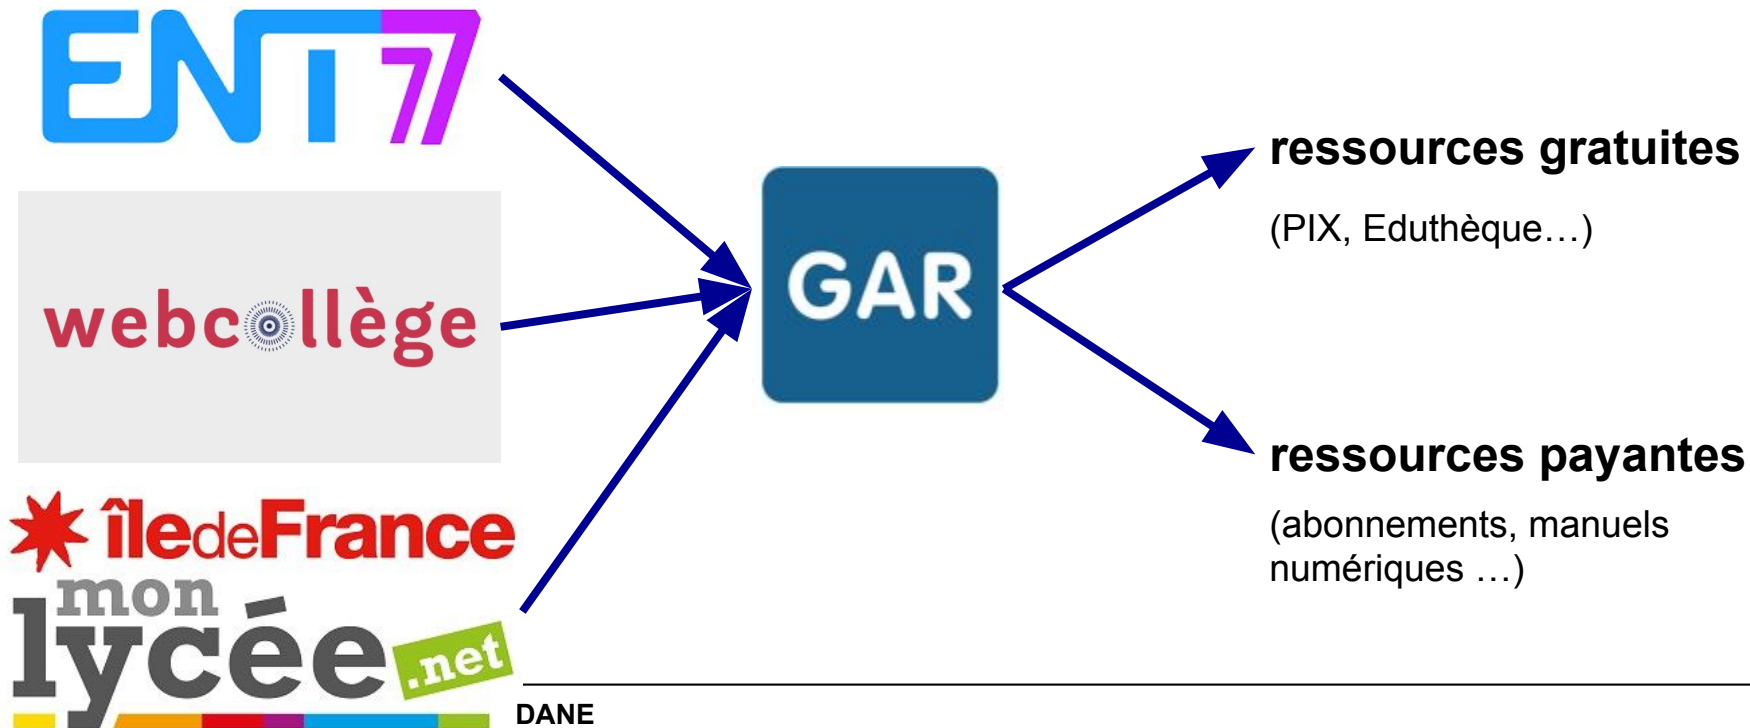 ENT77
webcollège
îledeFrance
mon
lycée.net
GAR
ressources gratuites
(PIX, Eduthèque…)
ressources payantes
(abonnements, manuels
numériques …)
DANE